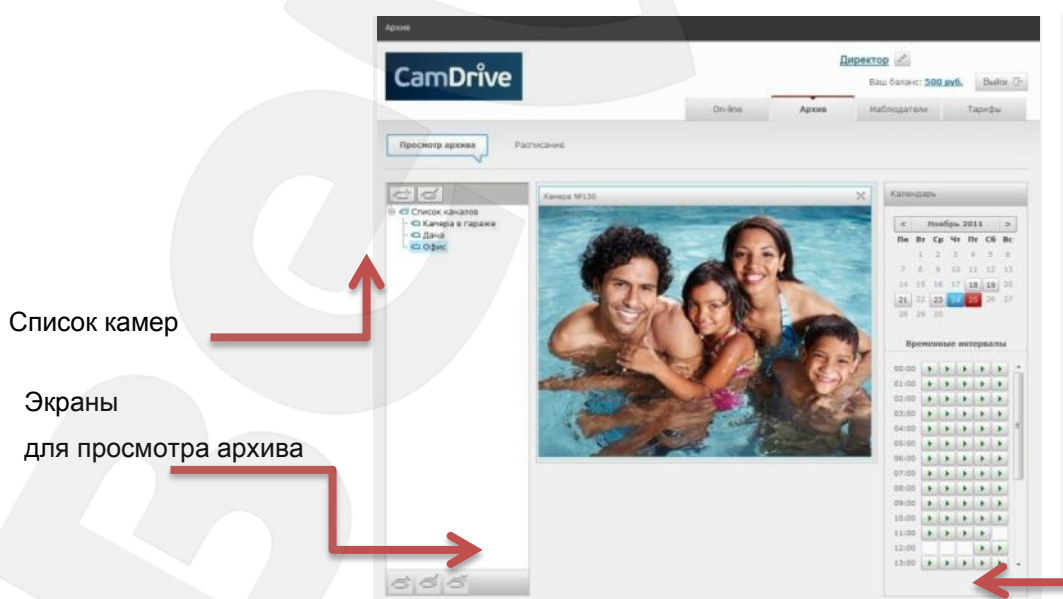 Архив
CamDrive
Директор
Ваш баланс: 500 руб.
Выйти
On-line
Архив
Наблюдатели
Тарифы
Просмотр архива
Расписание
Список каналов
Камера в гараже
Дача
Офис
Камера №130
Календарь
< Ноябрь 2011 >
Пн Вт Ср Чт Пт Сб Вс
1 2 3 4 5 6
7 8 9 10 11 12 13
14 15 16 17 18 19 20
21 22 23 24 25 26 27
28 29 30
Временные интервалы
00:00
01:00
02:00
03:00
04:00
05:00
06:00
07:00
08:00
09:00
10:00
11:00
12:00
13:00
Список камер
Экраны
для просмотра архива